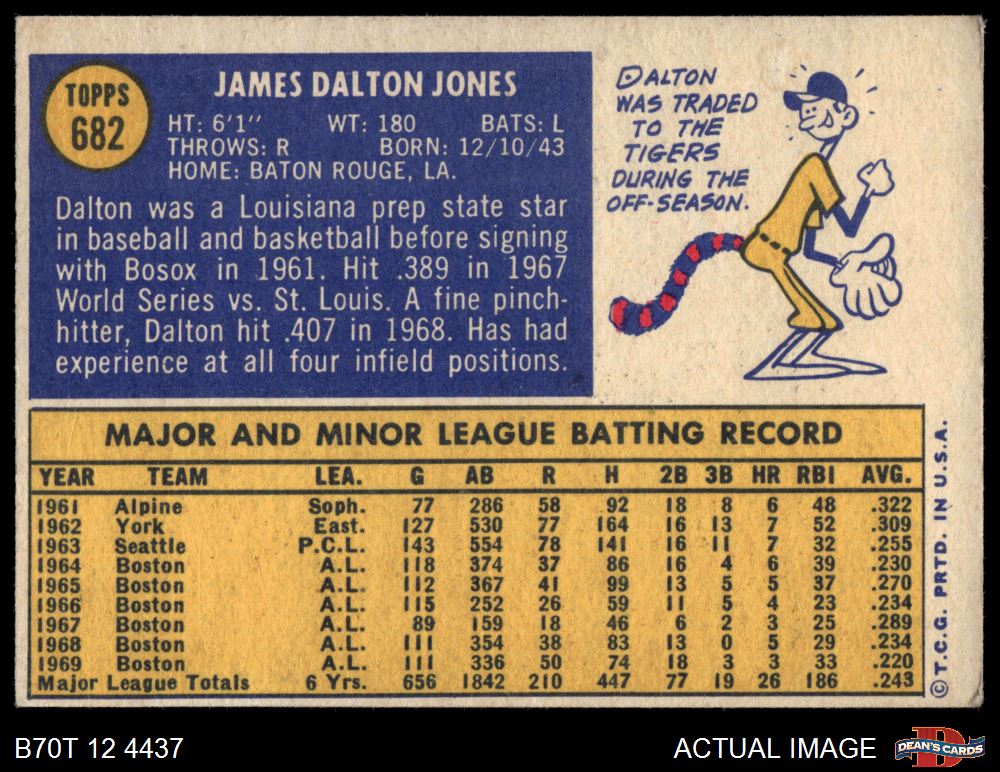 TOPPS
682
JAMES DALTON JONES
HT: 6'1'' WT: 180 BATS: L
THROWS: R BORN: 12/10/43
HOME: BATON ROUGE, LA.
Dalton was a Louisiana prep state star
in baseball and basketball before signing
with Bosox in 1961. Hit .389 in 1967
World Series vs. St. Louis. A fine pinch-
hitter, Dalton hit .407 in 1968. Has had
experience at all four infield positions.
DALTON
WAS TRADED
TO THE
TIGERS
DURING THE
OFF-SEASON.
MAJOR AND MINOR LEAGUE BATTING RECORD
YEAR TEAM LEA. G AB R H 2B 3B HR RBI AVG.
1961 Alpine Soph. 77 286 58 92 18 8 6 48 .322
1962 York East. 127 530 77 164 16 13 7 52 .309
1963 Seattle P.C.L. 143 554 78 141 16 11 7 32 .255
1964 Boston A.L. 118 374 37 86 16 4 6 39 .230
1965 Boston A.L. 112 367 41 99 13 5 5 37 .270
1966 Boston A.L. 115 252 26 59 11 5 4 23 .234
1967 Boston A.L. 89 159 18 46 6 2 3 25 .289
1968 Boston A.L. 111 354 38 83 13 0 5 29 .234
1969 Boston A.L. 111 336 50 74 18 3 3 33 .220
Major League Totals 6 Yrs. 656 1842 210 447 77 19 26 186 .243
© T.C.G. PRTD. IN U.S.A.
B70T 12 4437
ACTUAL IMAGE
D
DEAN'S CARDS